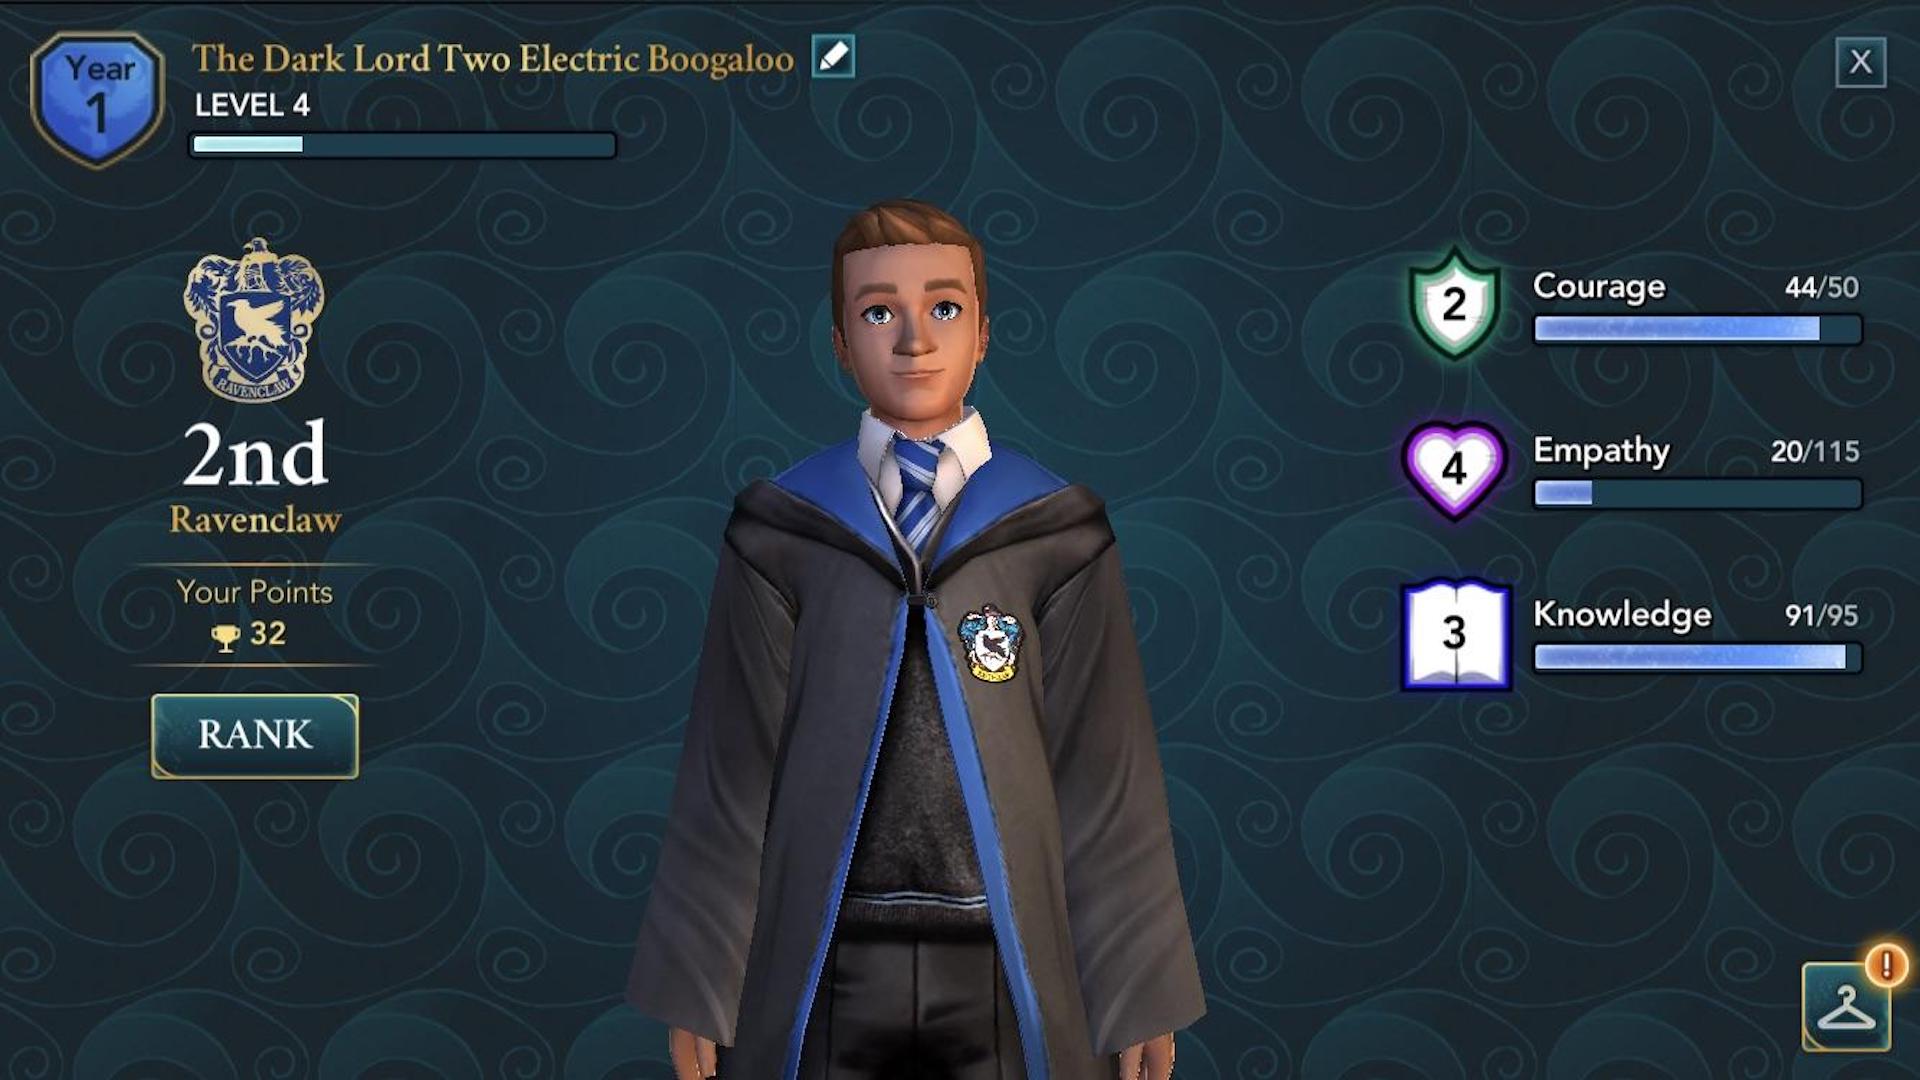 Year
1
The Dark Lord Two Electric Boogaloo
LEVEL 4
X
RAVENCLAW
2nd
Ravenclaw
Your Points
32
RANK
2
Courage 44/50
4
Empathy 20/115
3
Knowledge 91/95
!